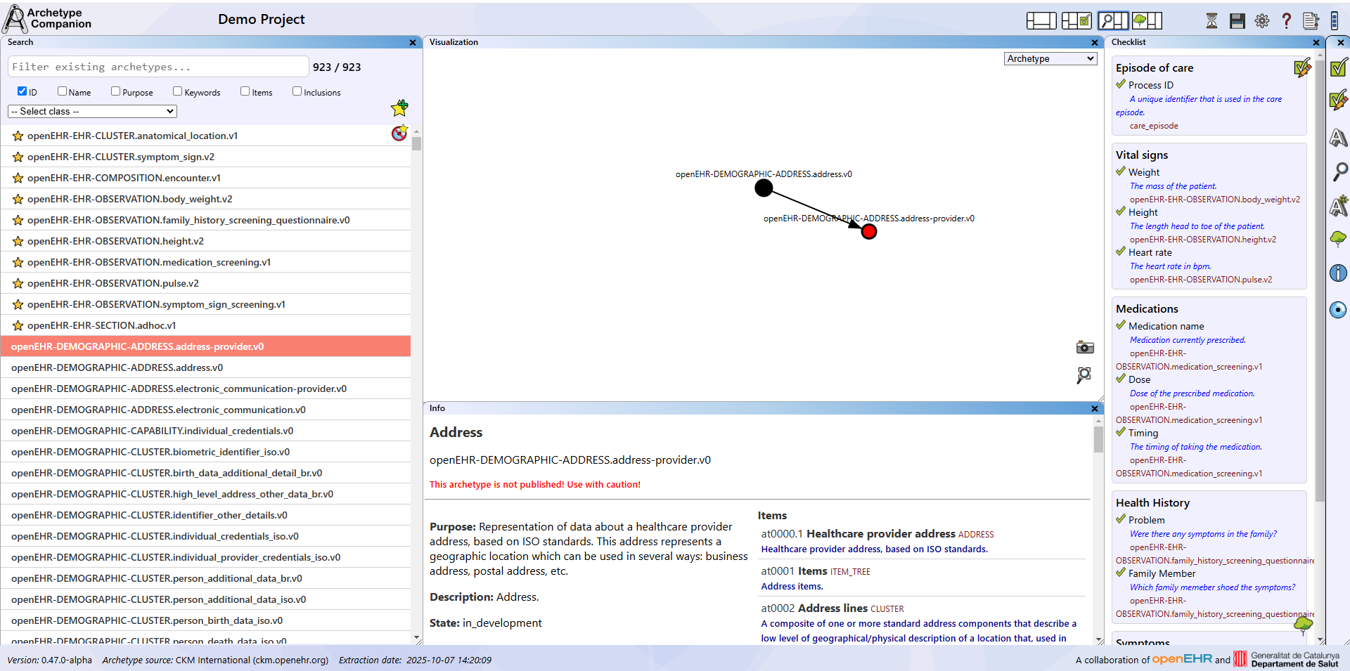 Archetype
Companion
Demo Project
Search
Filter existing archetypes...
923 / 923
ID Name Purpose Keywords Items Inclusions
-- Select class --
openEHR-EHR-CLUSTER.anatomical_location.v1
openEHR-EHR-CLUSTER.symptom_sign.v2
openEHR-EHR-COMPOSITION.encounter.v1
openEHR-EHR-OBSERVATION.body_weight.v2
openEHR-EHR-OBSERVATION.family_history_screening_questionnaire.v0
openEHR-EHR-OBSERVATION.height.v2
openEHR-EHR-OBSERVATION.medication_screening.v1
openEHR-EHR-OBSERVATION.pulse.v2
openEHR-EHR-OBSERVATION.symptom_sign_screening.v1
openEHR-EHR-SECTION.adhoc.v1
openEHR-DEMOGRAPHIC-ADDRESS.address-provider.v0
openEHR-DEMOGRAPHIC-ADDRESS.address.v0
openEHR-DEMOGRAPHIC-ADDRESS.electronic_communication-provider.v0
openEHR-DEMOGRAPHIC-ADDRESS.electronic_communication.v0
openEHR-DEMOGRAPHIC-CAPABILITY.individual_credentials.v0
openEHR-DEMOGRAPHIC-CLUSTER.biometric_identifier_iso.v0
openEHR-DEMOGRAPHIC-CLUSTER.birth_data_additional_detail_br.v0
openEHR-DEMOGRAPHIC-CLUSTER.high_level_address_other_data_br.v0
openEHR-DEMOGRAPHIC-CLUSTER.identifier_other_details.v0
openEHR-DEMOGRAPHIC-CLUSTER.individual_credentials_iso.v0
openEHR-DEMOGRAPHIC-CLUSTER.individual_provider_credentials_iso.v0
openEHR-DEMOGRAPHIC-CLUSTER.person_additional_data_br.v0
openEHR-DEMOGRAPHIC-CLUSTER.person_additional_data_iso.v0
openEHR-DEMOGRAPHIC-CLUSTER.person_birth_data_iso.v0
openEHR-DEMOGRAPHIC-CLUSTER.person_death_data_iso.v0
Visualization
Archetype
openEHR-DEMOGRAPHIC-ADDRESS.address.v0
openEHR-DEMOGRAPHIC-ADDRESS.address-provider.v0
Info
Address
openEHR-DEMOGRAPHIC-ADDRESS.address-provider.v0
This archetype is not published! Use with caution!
Purpose: Representation of data about a healthcare provider
address, based on ISO standards. This address represents a
geographic location which can be used in several ways: business
address, postal address, etc.
Description: Address.
State: in_development
Items
at0000.1 Healthcare provider address ADDRESS
Healthcare provider address, based on ISO standards.
at0001 Items ITEM_TREE
Address items.
at0002 Address lines CLUSTER
A composite of one or more standard address components that describe a
low level of geographical/physical description of a location that, used in
Checklist
Episode of care
Process ID
A unique identifier that is used in the care
episode.
care_episode
Vital signs
Weight
The mass of the patient.
openEHR-EHR-OBSERVATION.body_weight.v2
Height
The length head to toe of the patient.
openEHR-EHR-OBSERVATION.height.v2
Heart rate
The heart rate in bpm.
openEHR-EHR-OBSERVATION.pulse.v2
Medications
Medication name
Medication currently prescribed.
openEHR-EHR-
OBSERVATION.medication_screening.v1
Dose
Dose of the prescribed medication.
openEHR-EHR-
OBSERVATION.medication_screening.v1
Timing
The timing of taking the medication.
openEHR-EHR-
OBSERVATION.medication_screening.v1
Health History
Problem
Were there any symptoms in the family?
openEHR-EHR-
OBSERVATION.family_history_screening_questionnaire
Family Member
Which family memeber shoed the symptoms?
openEHR-EHR-
OBSERVATION.family_history_screening_questionnaire
Symptoms
Version: 0.47.0-alpha Archetype source: CKM International (ckm.openehr.org) Extraction date: 2025-10-07 14:20:09
A collaboration of openEHR and Generalitat de Catalunya
Departament de Salut